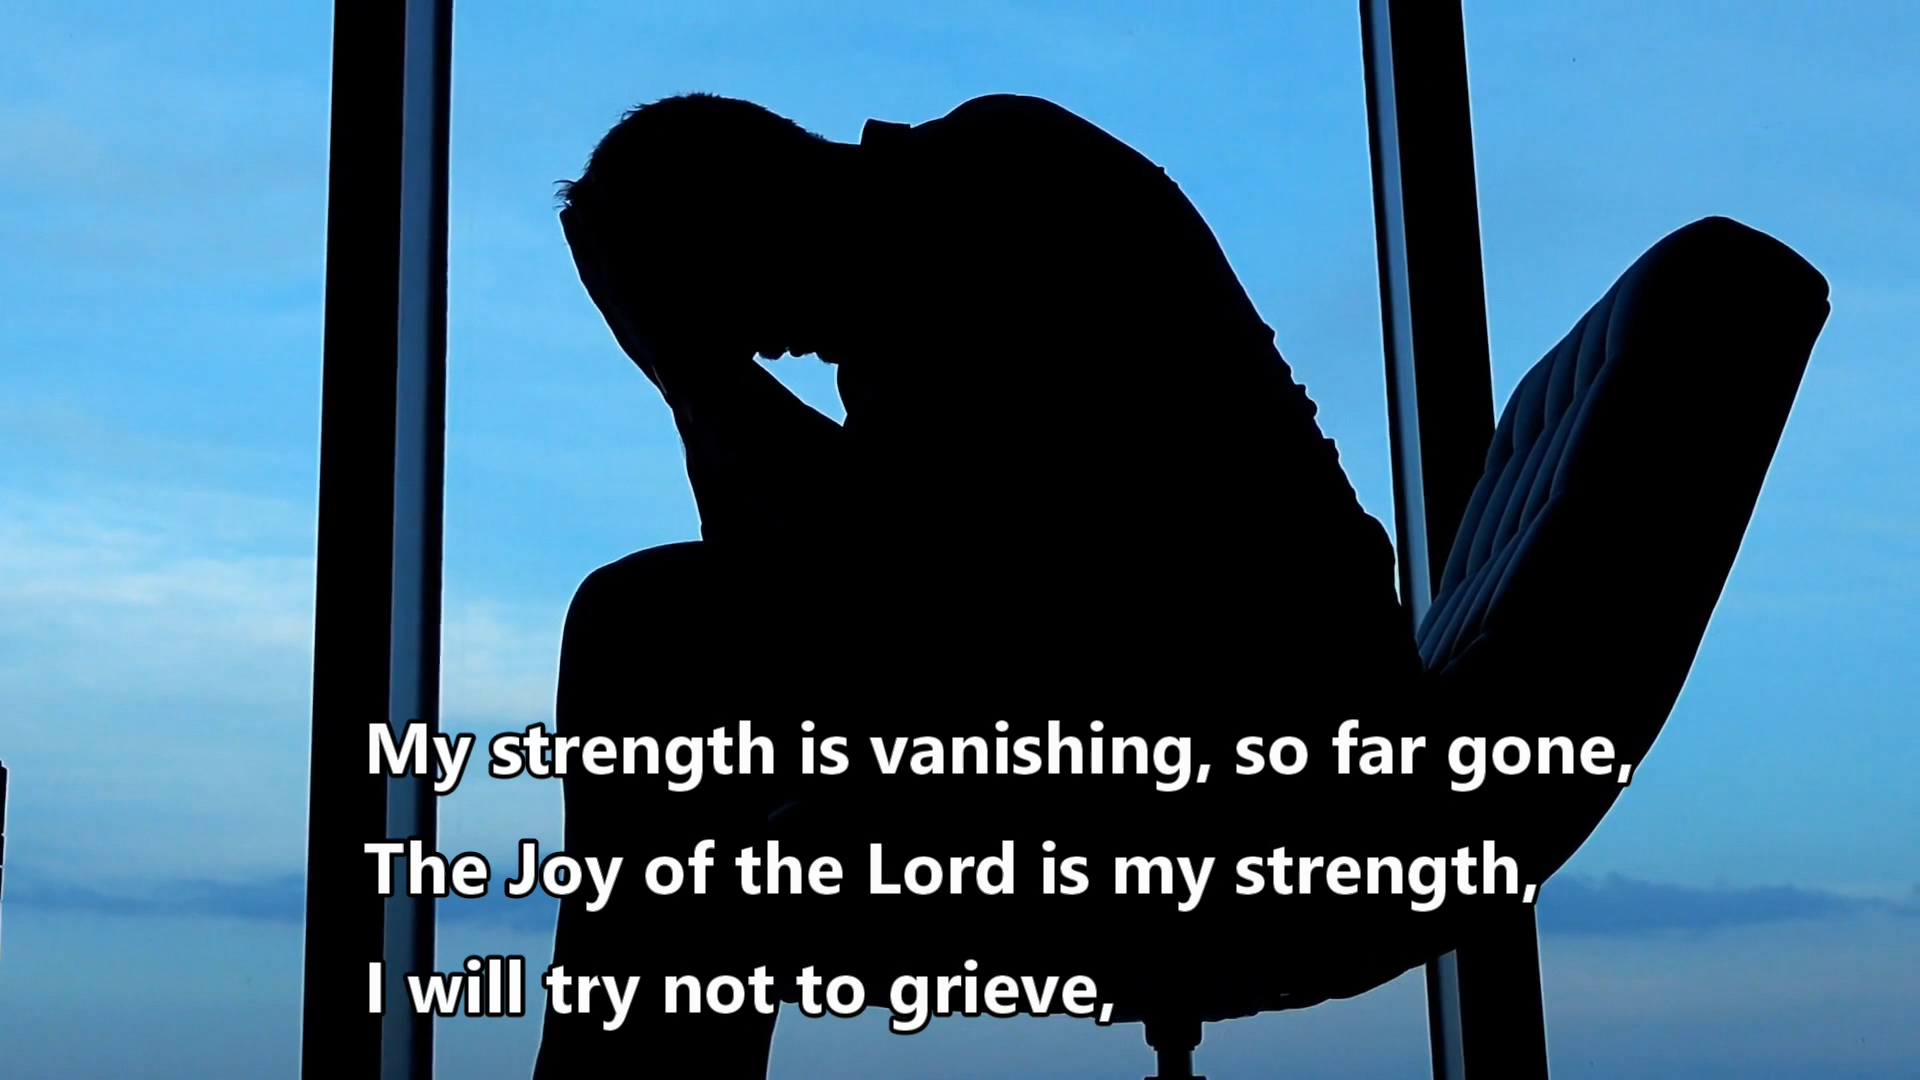 My strength is vanishing, so far gone,
The Joy of the Lord is my strength,
I will try not to grieve,